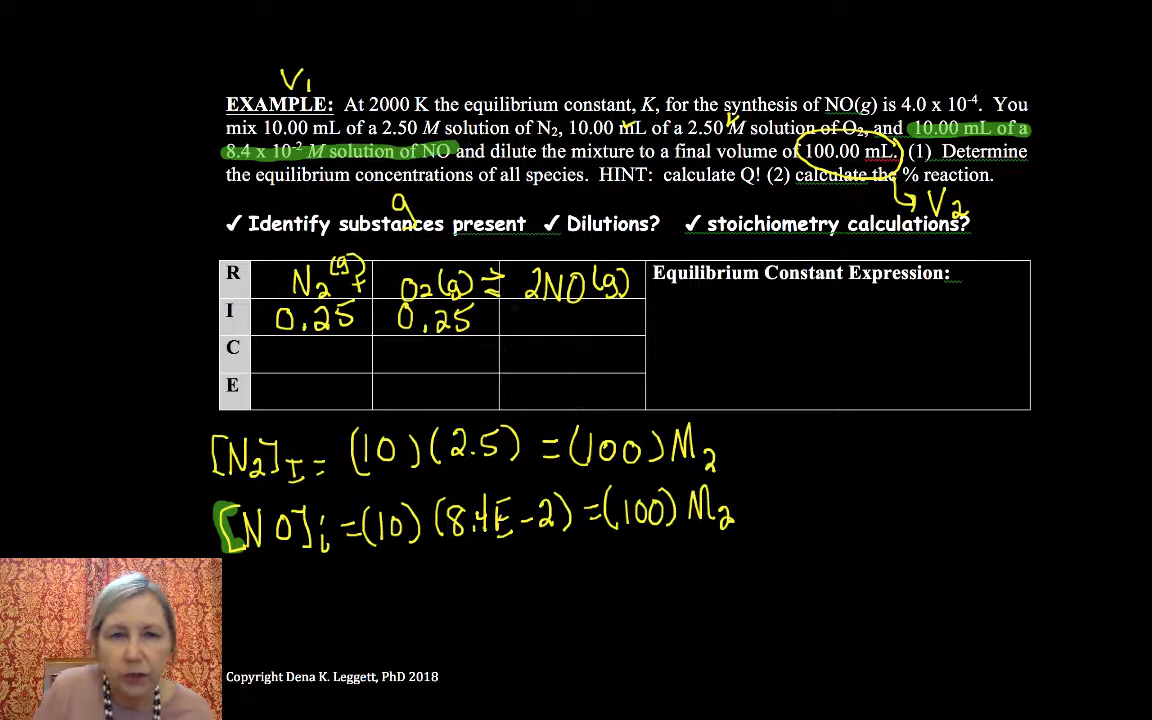 V1
EXAMPLE: At 2000 K the equilibrium constant, K, for the synthesis of NO(g) is 4.0 x 10⁻⁴. You
mix 10.00 mL of a 2.50 M solution of N₂, 10.00 mL of a 2.50 M solution of O₂, and 10.00 mL of a
8.4 x 10⁻² M solution of NO and dilute the mixture to a final volume of 100.00 mL. (1) Determine
the equilibrium concentrations of all species. HINT: calculate Q! (2) calculate the % reaction.
V2
✓ Identify substances present ✓ Dilutions? ✓ stoichiometry calculations?
R N₂(g) + O₂(g) ⇌ 2NO(g) Equilibrium Constant Expression:
I 0.25 0.25
C
E
[N₂]I = (10)(2.5) = (100)M₂
[NO]i = (10)(8.4E-2) = (100)M₂
Copyright Dena K. Leggett, PhD 2018